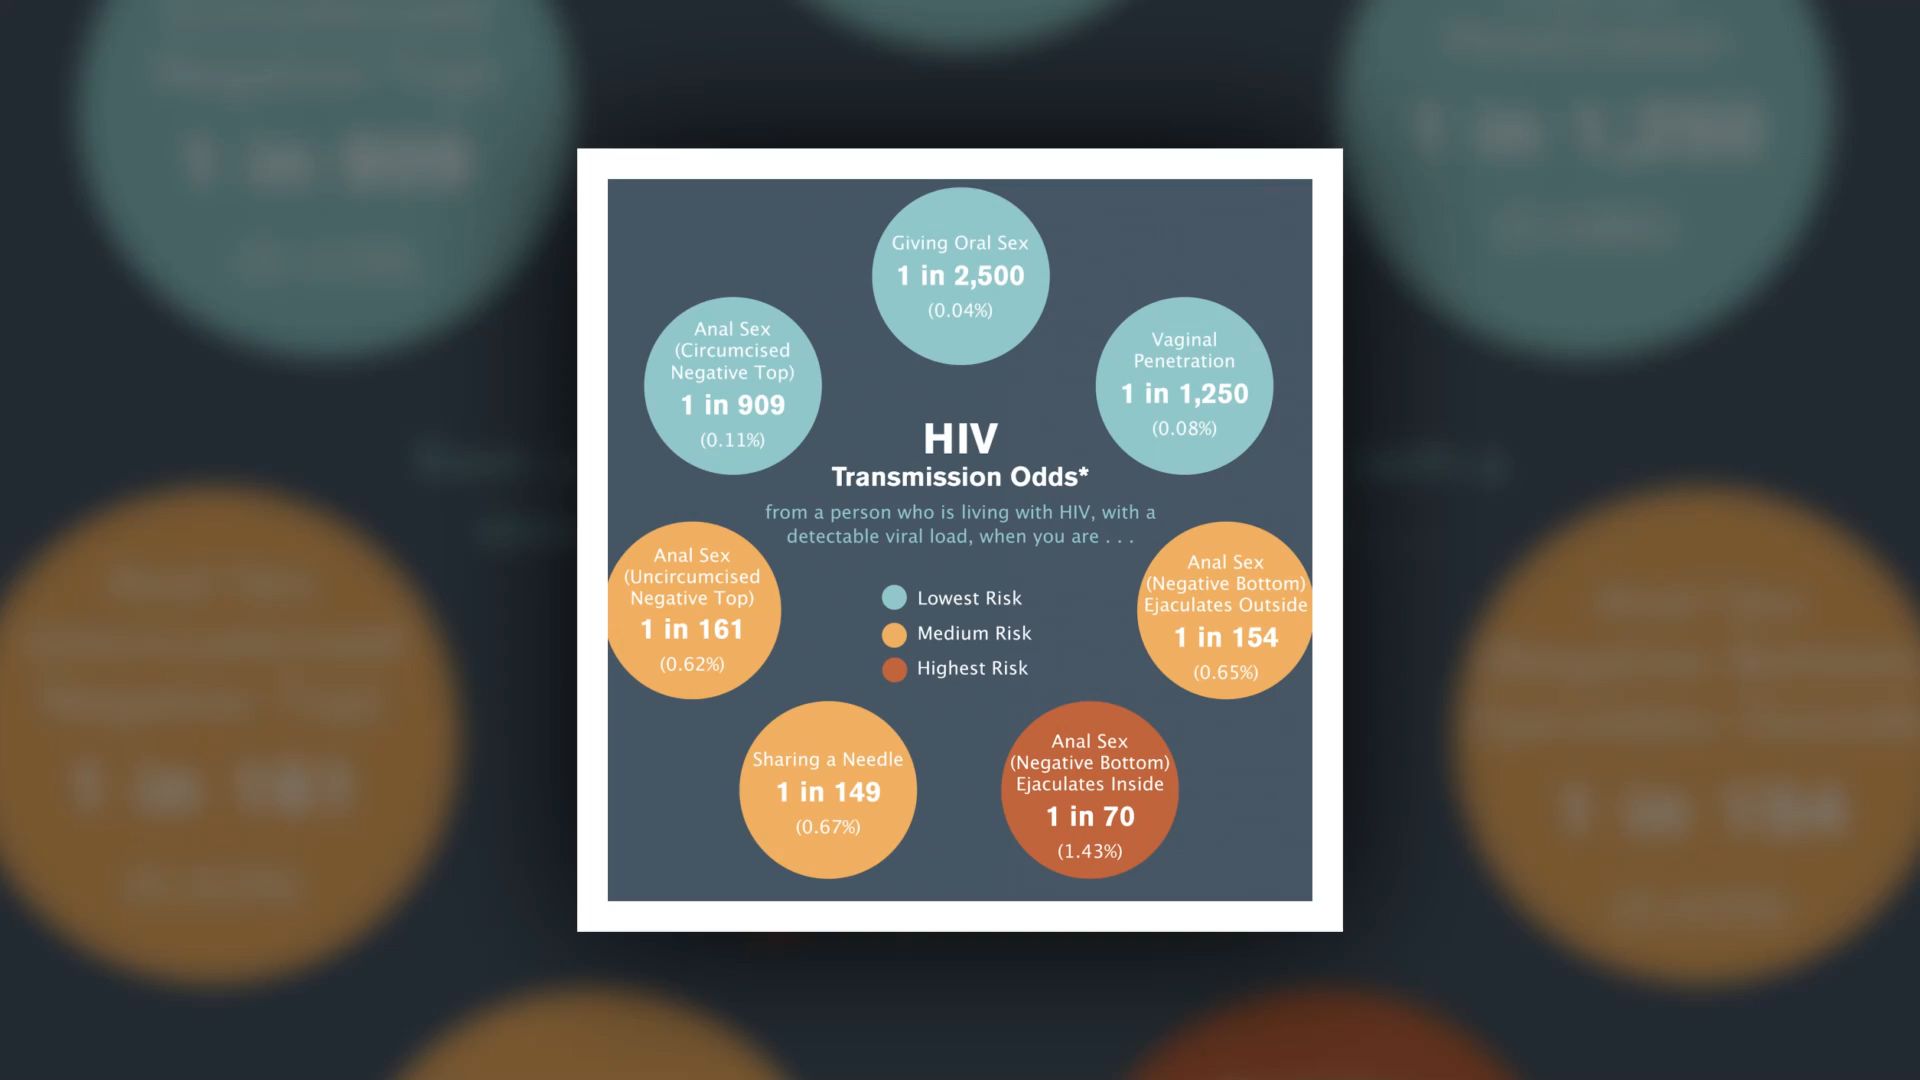 Giving Oral Sex
1 in 2,500
(0.04%)
Anal Sex
(Circumcised
Negative Top)
1 in 909
(0.11%)
Vaginal
Penetration
1 in 1,250
(0.08%)
HIV
Transmission Odds*
from a person who is living with HIV, with a
detectable viral load, when you are . . .
Anal Sex
(Uncircumcised
Negative Top)
1 in 161
(0.62%)
Lowest Risk
Medium Risk
Highest Risk
Anal Sex
(Negative Bottom)
Ejaculates Outside
1 in 154
(0.65%)
Sharing a Needle
1 in 149
(0.67%)
Anal Sex
(Negative Bottom)
Ejaculates Inside
1 in 70
(1.43%)